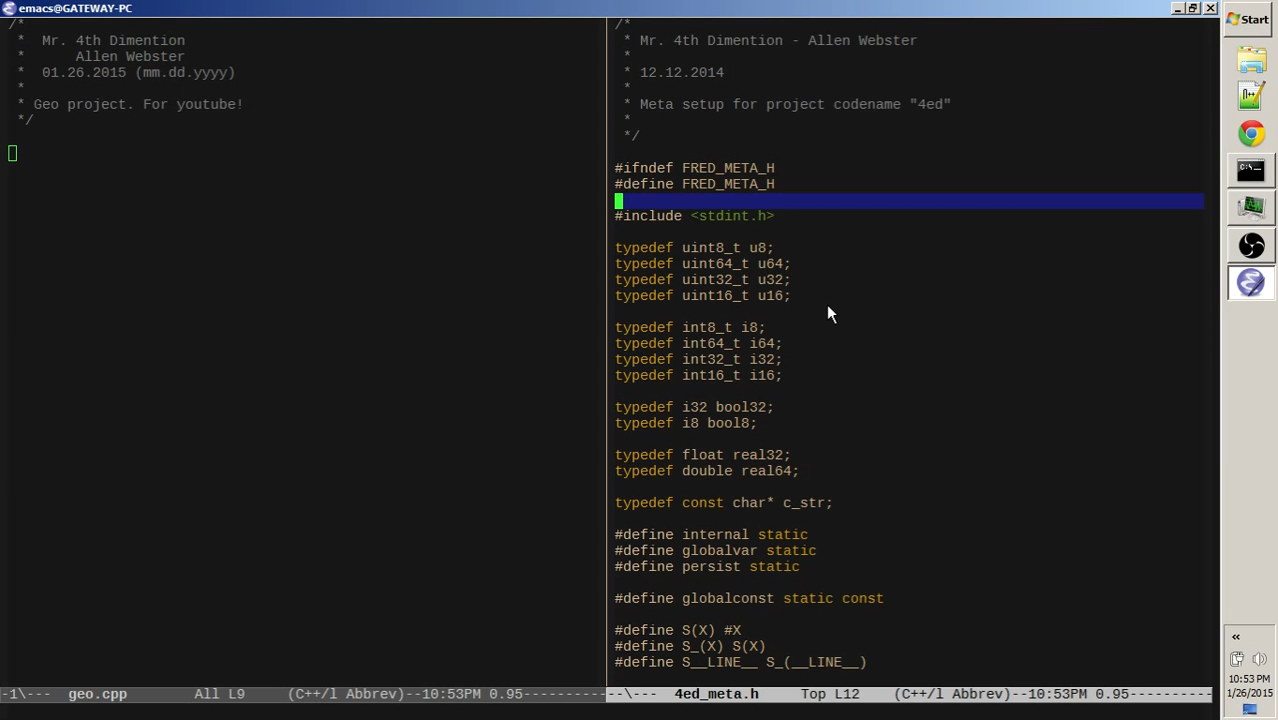 emacs@GATEWAY-PC
/*
* Mr. 4th Dimention
Allen Webster
* 01.26.2015 (mm.dd.yyyy)
*
* Geo project. For youtube!
*/
-1\--- geo.cpp All L9 (C++/l Abbrev)--10:53PM 0.95----------
/*
* Mr. 4th Dimention - Allen Webster
*
* 12.12.2014
*
* Meta setup for project codename "4ed"
*
*/
#ifndef FRED_META_H
#define FRED_META_H
#include <stdint.h>
typedef uint8_t u8;
typedef uint64_t u64;
typedef uint32_t u32;
typedef uint16_t u16;
typedef int8_t i8;
typedef int64_t i64;
typedef int32_t i32;
typedef int16_t i16;
typedef i32 bool32;
typedef i8 bool8;
typedef float real32;
typedef double real64;
typedef const char* c_str;
#define internal static
#define globalvar static
#define persist static
#define globalconst static const
#define S(X) #X
#define S_(X) S(X)
#define S__LINE__ S_(__LINE__)
--\--- 4ed_meta.h Top L12 (C++/l Abbrev)--10:53PM 0.95----------
Start
10:53 PM
1/26/2015